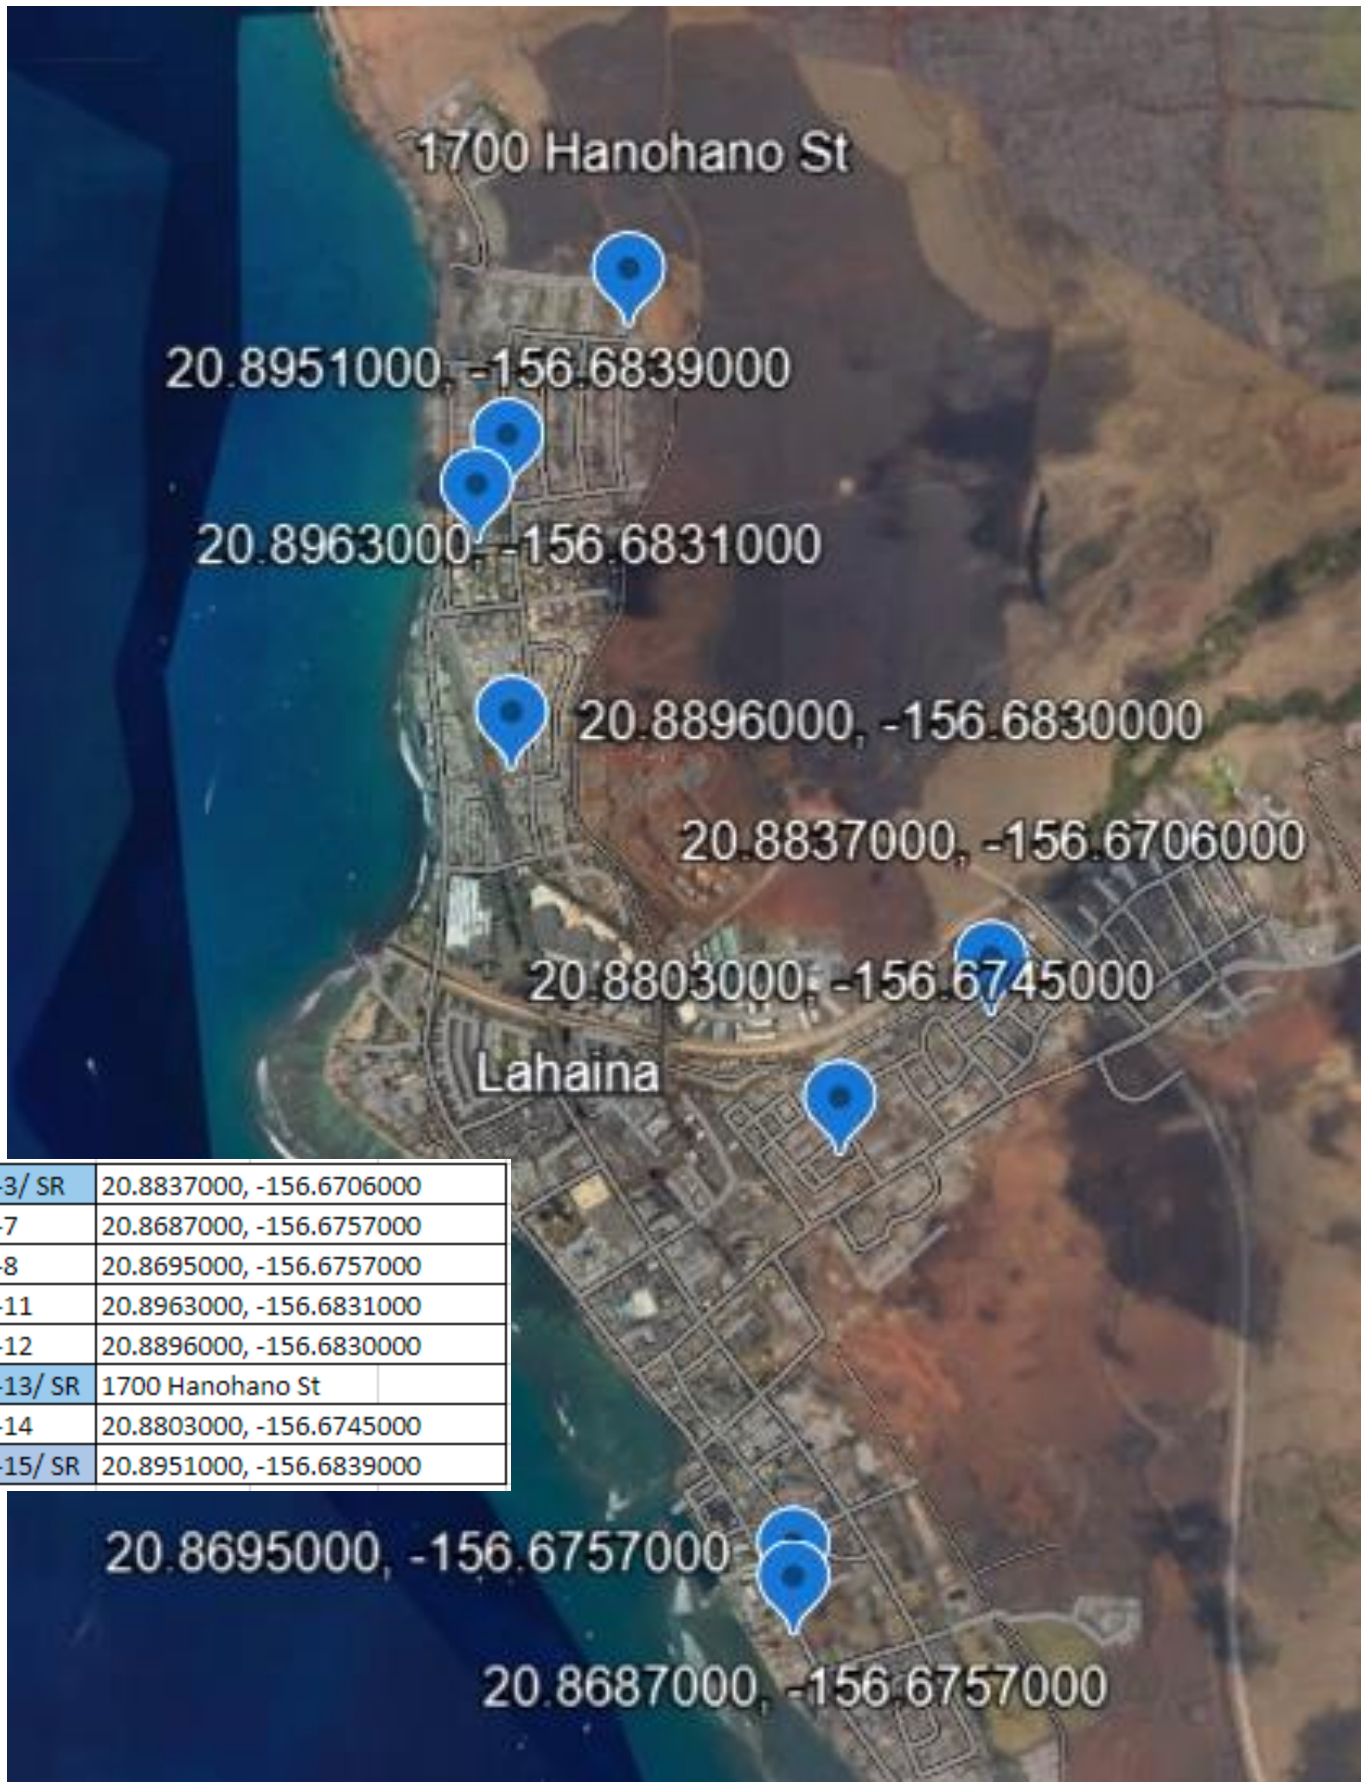 1700 Hanohano St
20.8951000, -156.6839000
20.8963000, -156.6831000
20.8896000, -156.6830000
20.8837000, -156.6706000
20.8803000, -156.6745000
Lahaina
-3/ SR 20.8837000, -156.6706000
-7 20.8687000, -156.6757000
-8 20.8695000, -156.6757000
-11 20.8963000, -156.6831000
-12 20.8896000, -156.6830000
-13/ SR 1700 Hanohano St
-14 20.8803000, -156.6745000
-15/ SR 20.8951000, -156.6839000
20.8695000, -156.6757000
20.8687000, -156.6757000